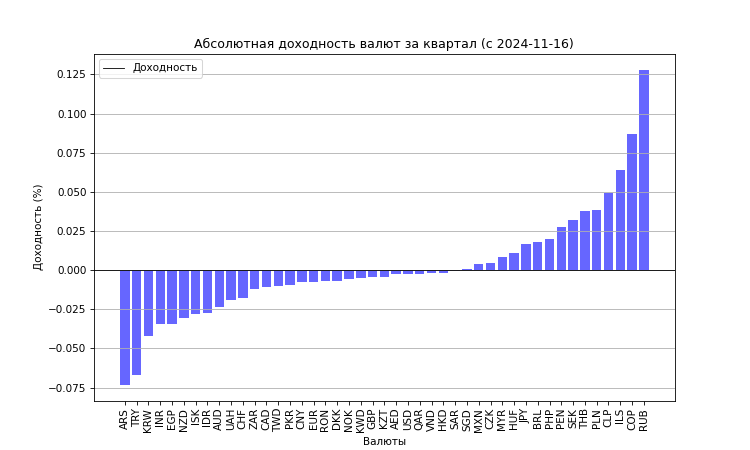 Абсолютная доходность валют за квартал (с 2024-11-16)
Доходность
Доходность (%)
0.125
0.100
0.075
0.050
0.025
0.000
−0.025
−0.050
−0.075
ARS
TRY
KRW
INR
EGP
NZD
ISK
IDR
AUD
UAH
CHF
ZAR
CAD
TWD
PKR
CNY
EUR
RON
DKK
NOK
KWD
GBP
KZT
AED
USD
QAR
VND
HKD
SAR
SGD
MXN
CZK
MYR
HUF
JPY
BRL
PHP
PEN
SEK
THB
PLN
CLP
ILS
COP
RUB
Валюты